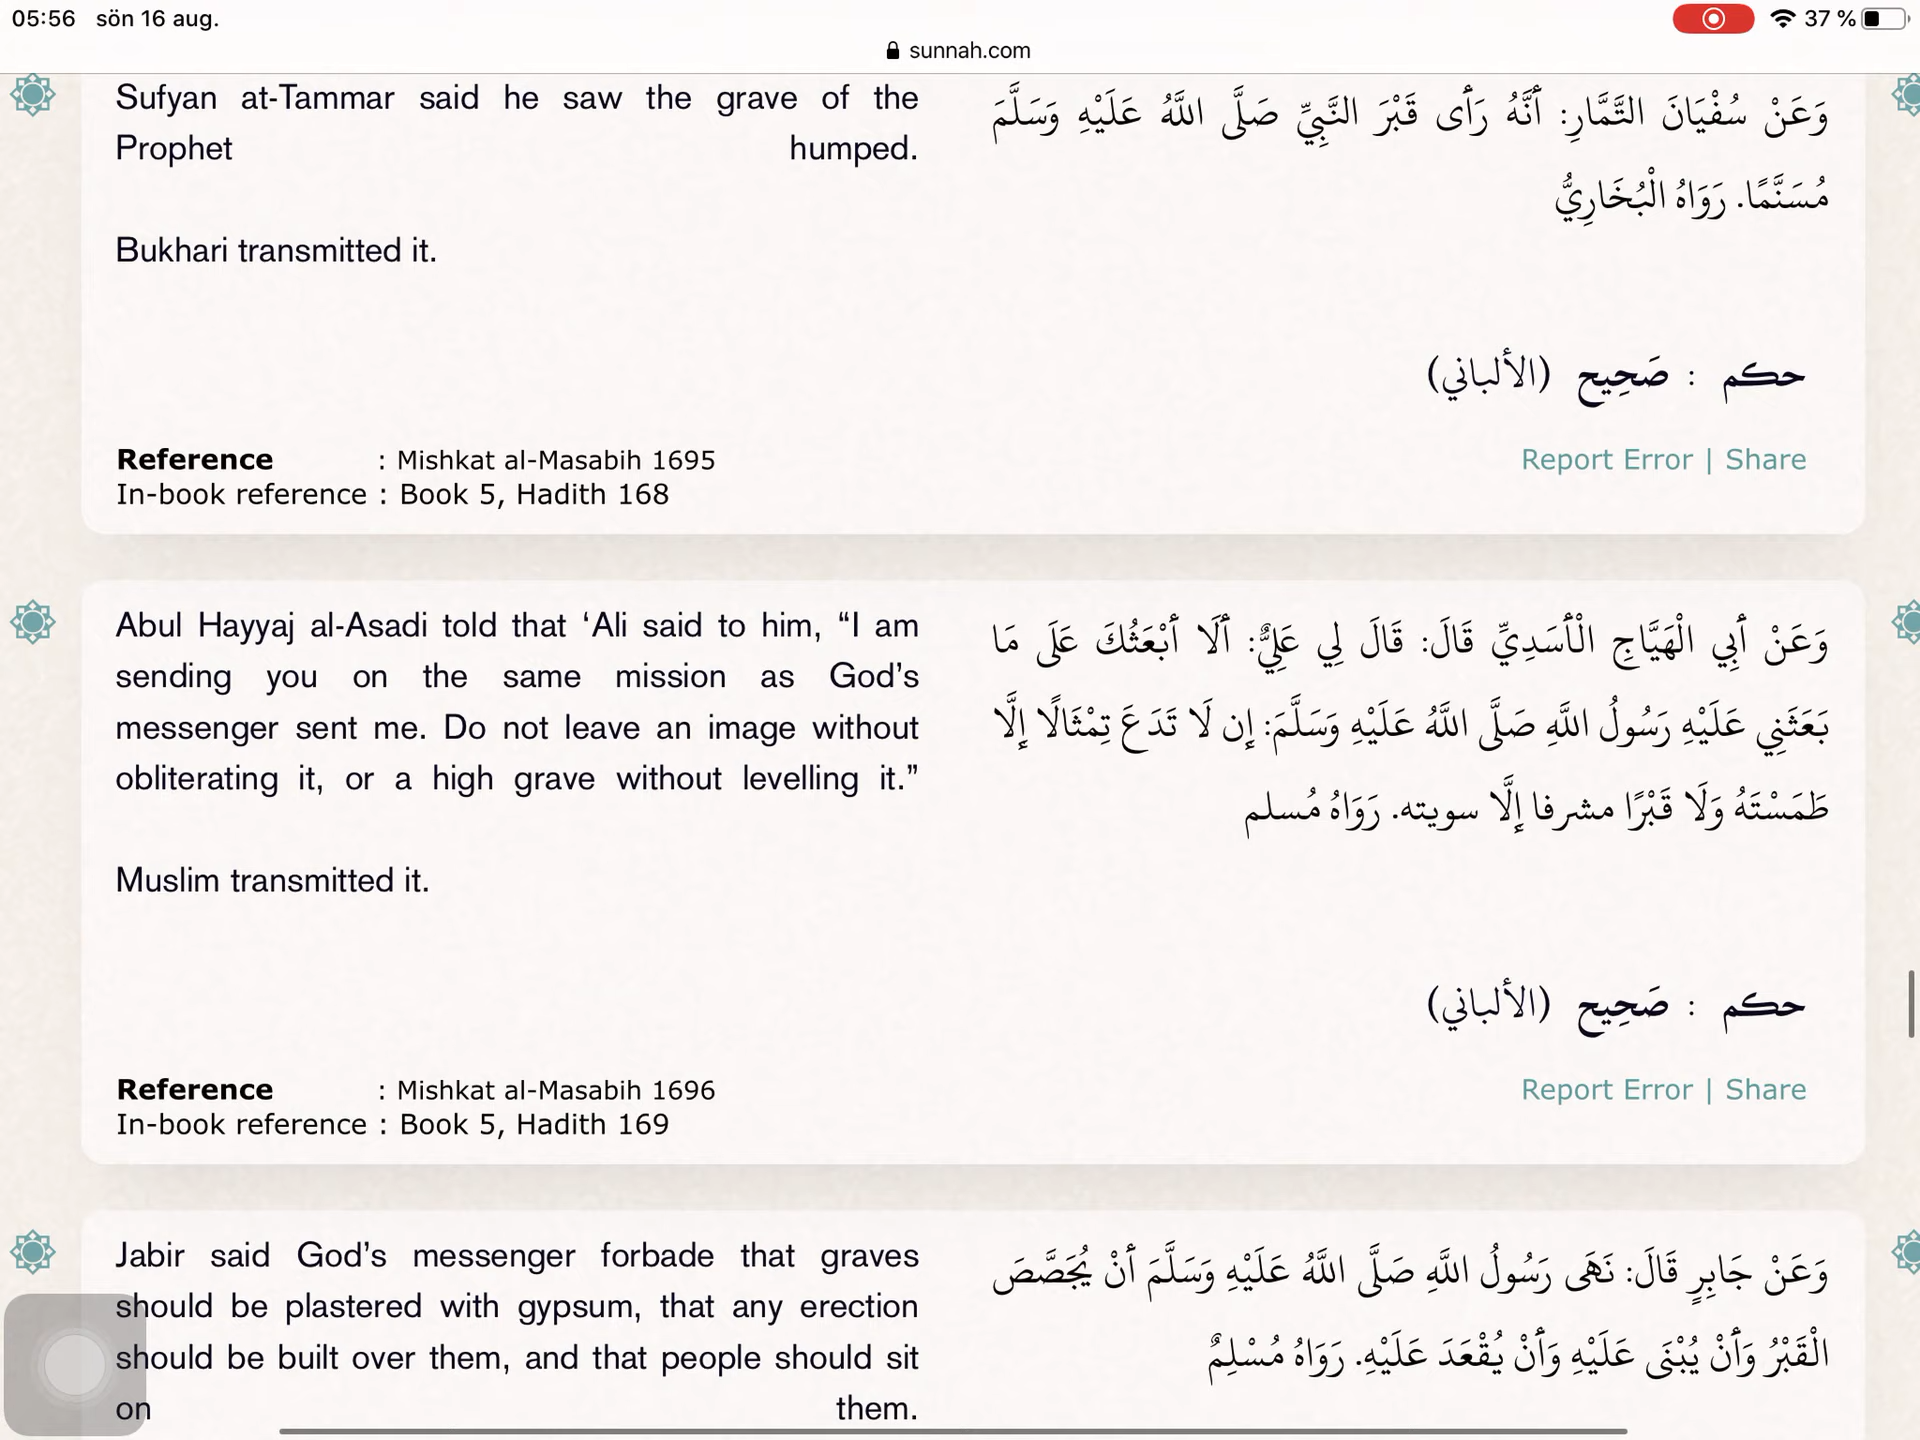 05:56 sön 16 aug.
37 %
sunnah.com
Sufyan at-Tammar said he saw the grave of the
Prophet humped.
Bukhari transmitted it.
وَعَنْ سُفْيَانَ التَّمَّارِ: أَنَّهُ رَأَى قَبْرَ النَّبِيِّ صَلَّى اللَّهُ عَلَيْهِ وَسَلَّمَ
مُسَنَّمًا. رَوَاهُ الْبُخَارِيُّ
حكم : صَحِيح (الألباني)
Reference : Mishkat al-Masabih 1695
In-book reference : Book 5, Hadith 168
Report Error | Share
Abul Hayyaj al-Asadi told that ‘Ali said to him, “I am
sending you on the same mission as God’s
messenger sent me. Do not leave an image without
obliterating it, or a high grave without levelling it.”
Muslim transmitted it.
وَعَنْ أَبِي الْهَيَّاجِ الْأَسَدِيِّ قَالَ: قَالَ لِي عَلِيٌّ: أَلَا أَبْعَثُكَ عَلَى مَا
بَعَثَنِي عَلَيْهِ رَسُولُ اللَّهِ صَلَّى اللَّهُ عَلَيْهِ وَسَلَّمَ: إِن لَا تَدَعَ تِمْثَالًا إِلَّا
طَمَسْتَهُ وَلَا قَبْرًا مشرفا إِلَّا سويته. رَوَاهُ مُسلم
حكم : صَحِيح (الألباني)
Reference : Mishkat al-Masabih 1696
In-book reference : Book 5, Hadith 169
Report Error | Share
Jabir said God’s messenger forbade that graves
should be plastered with gypsum, that any erection
should be built over them, and that people should sit
on them.
وَعَنْ جَابِرٍ قَالَ: نَهَى رَسُولُ اللَّهِ صَلَّى اللَّهُ عَلَيْهِ وَسَلَّمَ أَنْ يُجَصَّصَ
الْقَبْرُ وَأَنْ يُبْنَى عَلَيْهِ وَأَنْ يُقْعَدَ عَلَيْهِ. رَوَاهُ مُسْلِمٌ